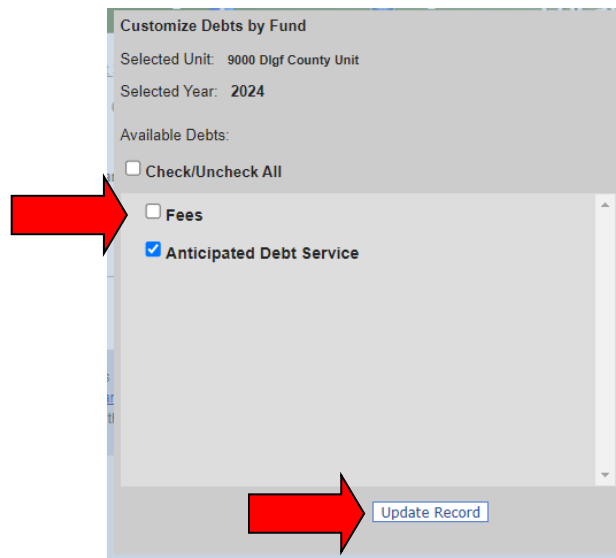 Customize Debts by Fund
Selected Unit: 9000 Dlgf County Unit
Selected Year: 2024
Available Debts:
Check/Uncheck All
Fees
Anticipated Debt Service
Update Record